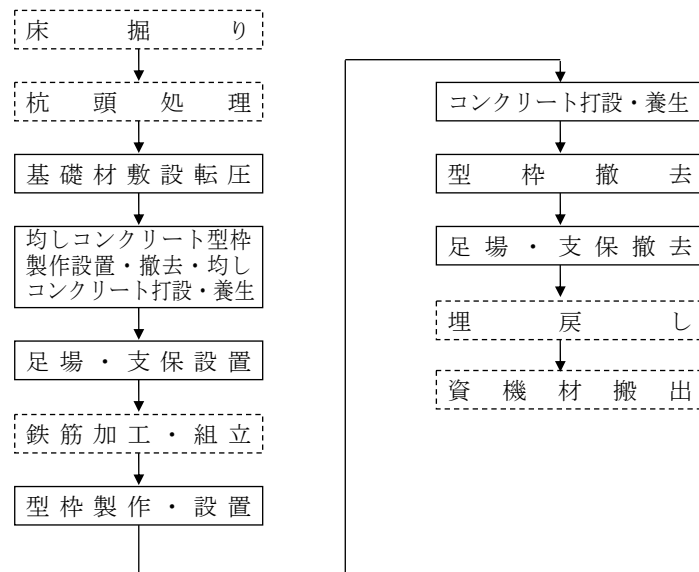 床掘り
杭頭処理
基礎材敷設転圧
均しコンクリート型枠
製作設置・撤去・均し
コンクリート打設・養生
足場・支保設置
鉄筋加工・組立
型枠製作・設置
コンクリート打設・養生
型枠撤去
足場・支保撤去
埋戻し
資機材搬出